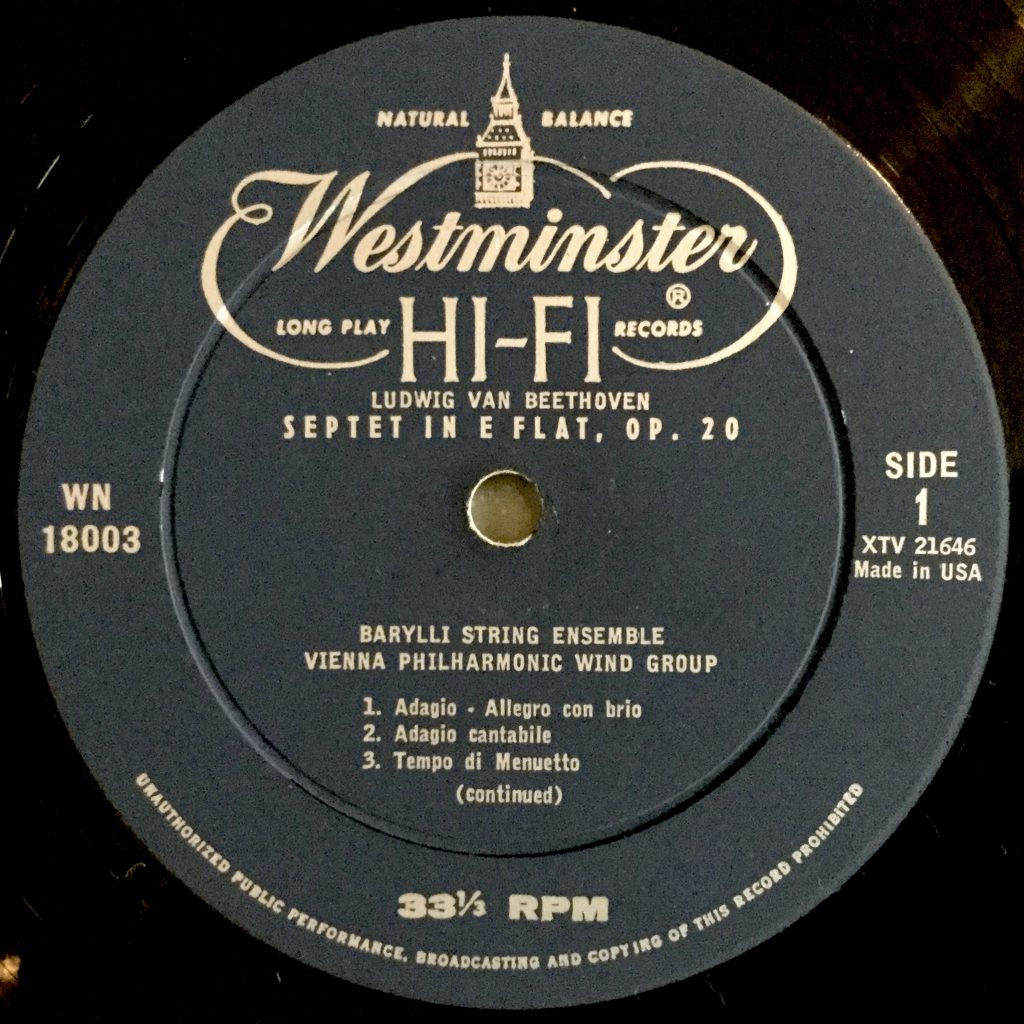 NATURAL BALANCE
Westminster
®
LONG PLAY HI-FI RECORDS
LUDWIG VAN BEETHOVEN
SEPTET IN E FLAT, OP. 20
WN
18003
SIDE
1
XTV 21646
Made in USA
BARYLLI STRING ENSEMBLE
VIENNA PHILHARMONIC WIND GROUP
1. Adagio - Allegro con brio
2. Adagio cantabile
3. Tempo di Menuetto
(continued)
33⅓ RPM
UNAUTHORIZED PUBLIC PERFORMANCE, BROADCASTING AND COPYING OF THIS RECORD PROHIBITED